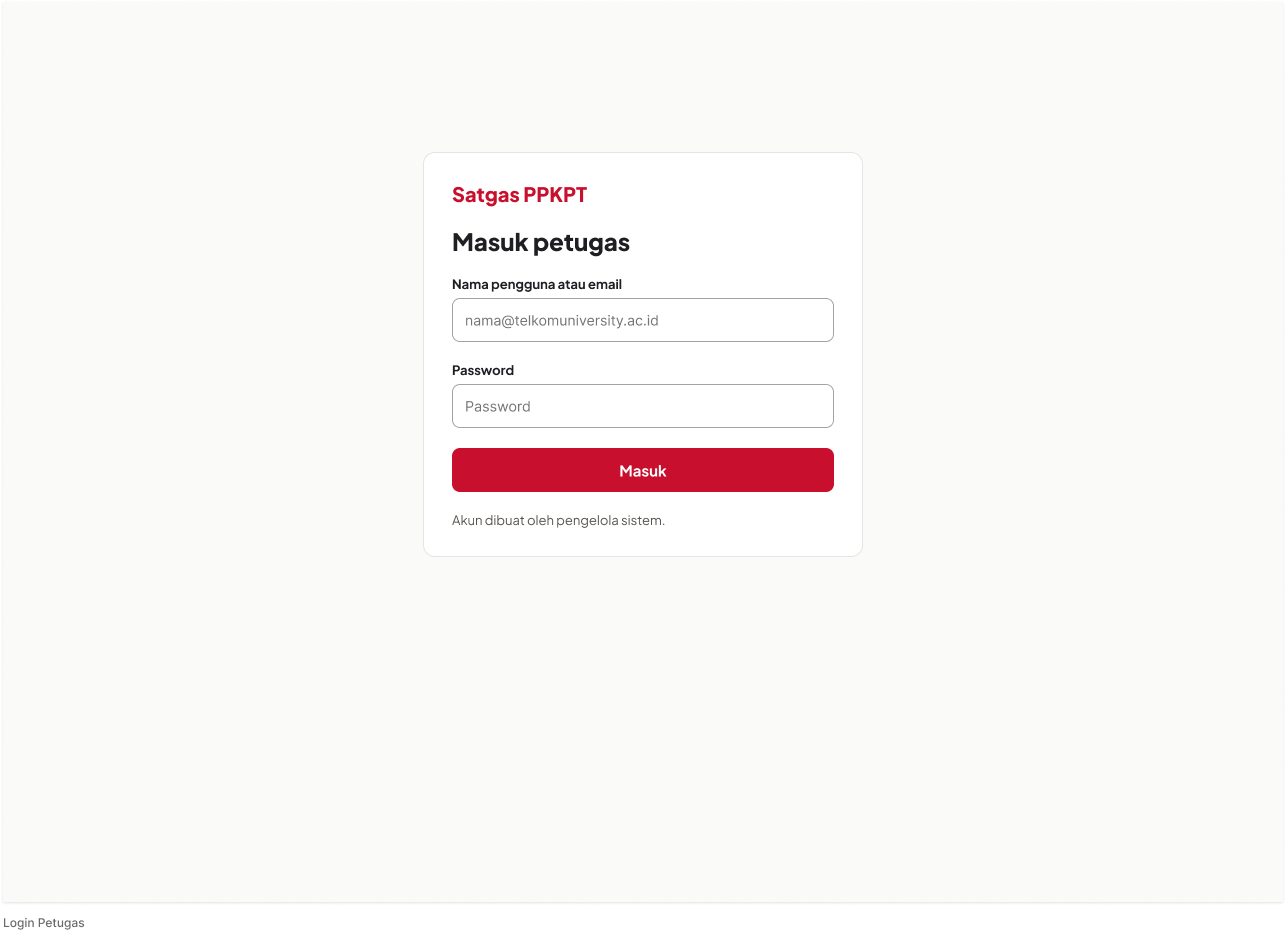 Satgas PPKPT
Masuk petugas
Nama pengguna atau email
nama@telkomuniversity.ac.id
Password
Password
Masuk
Akun dibuat oleh pengelola sistem.
Login Petugas